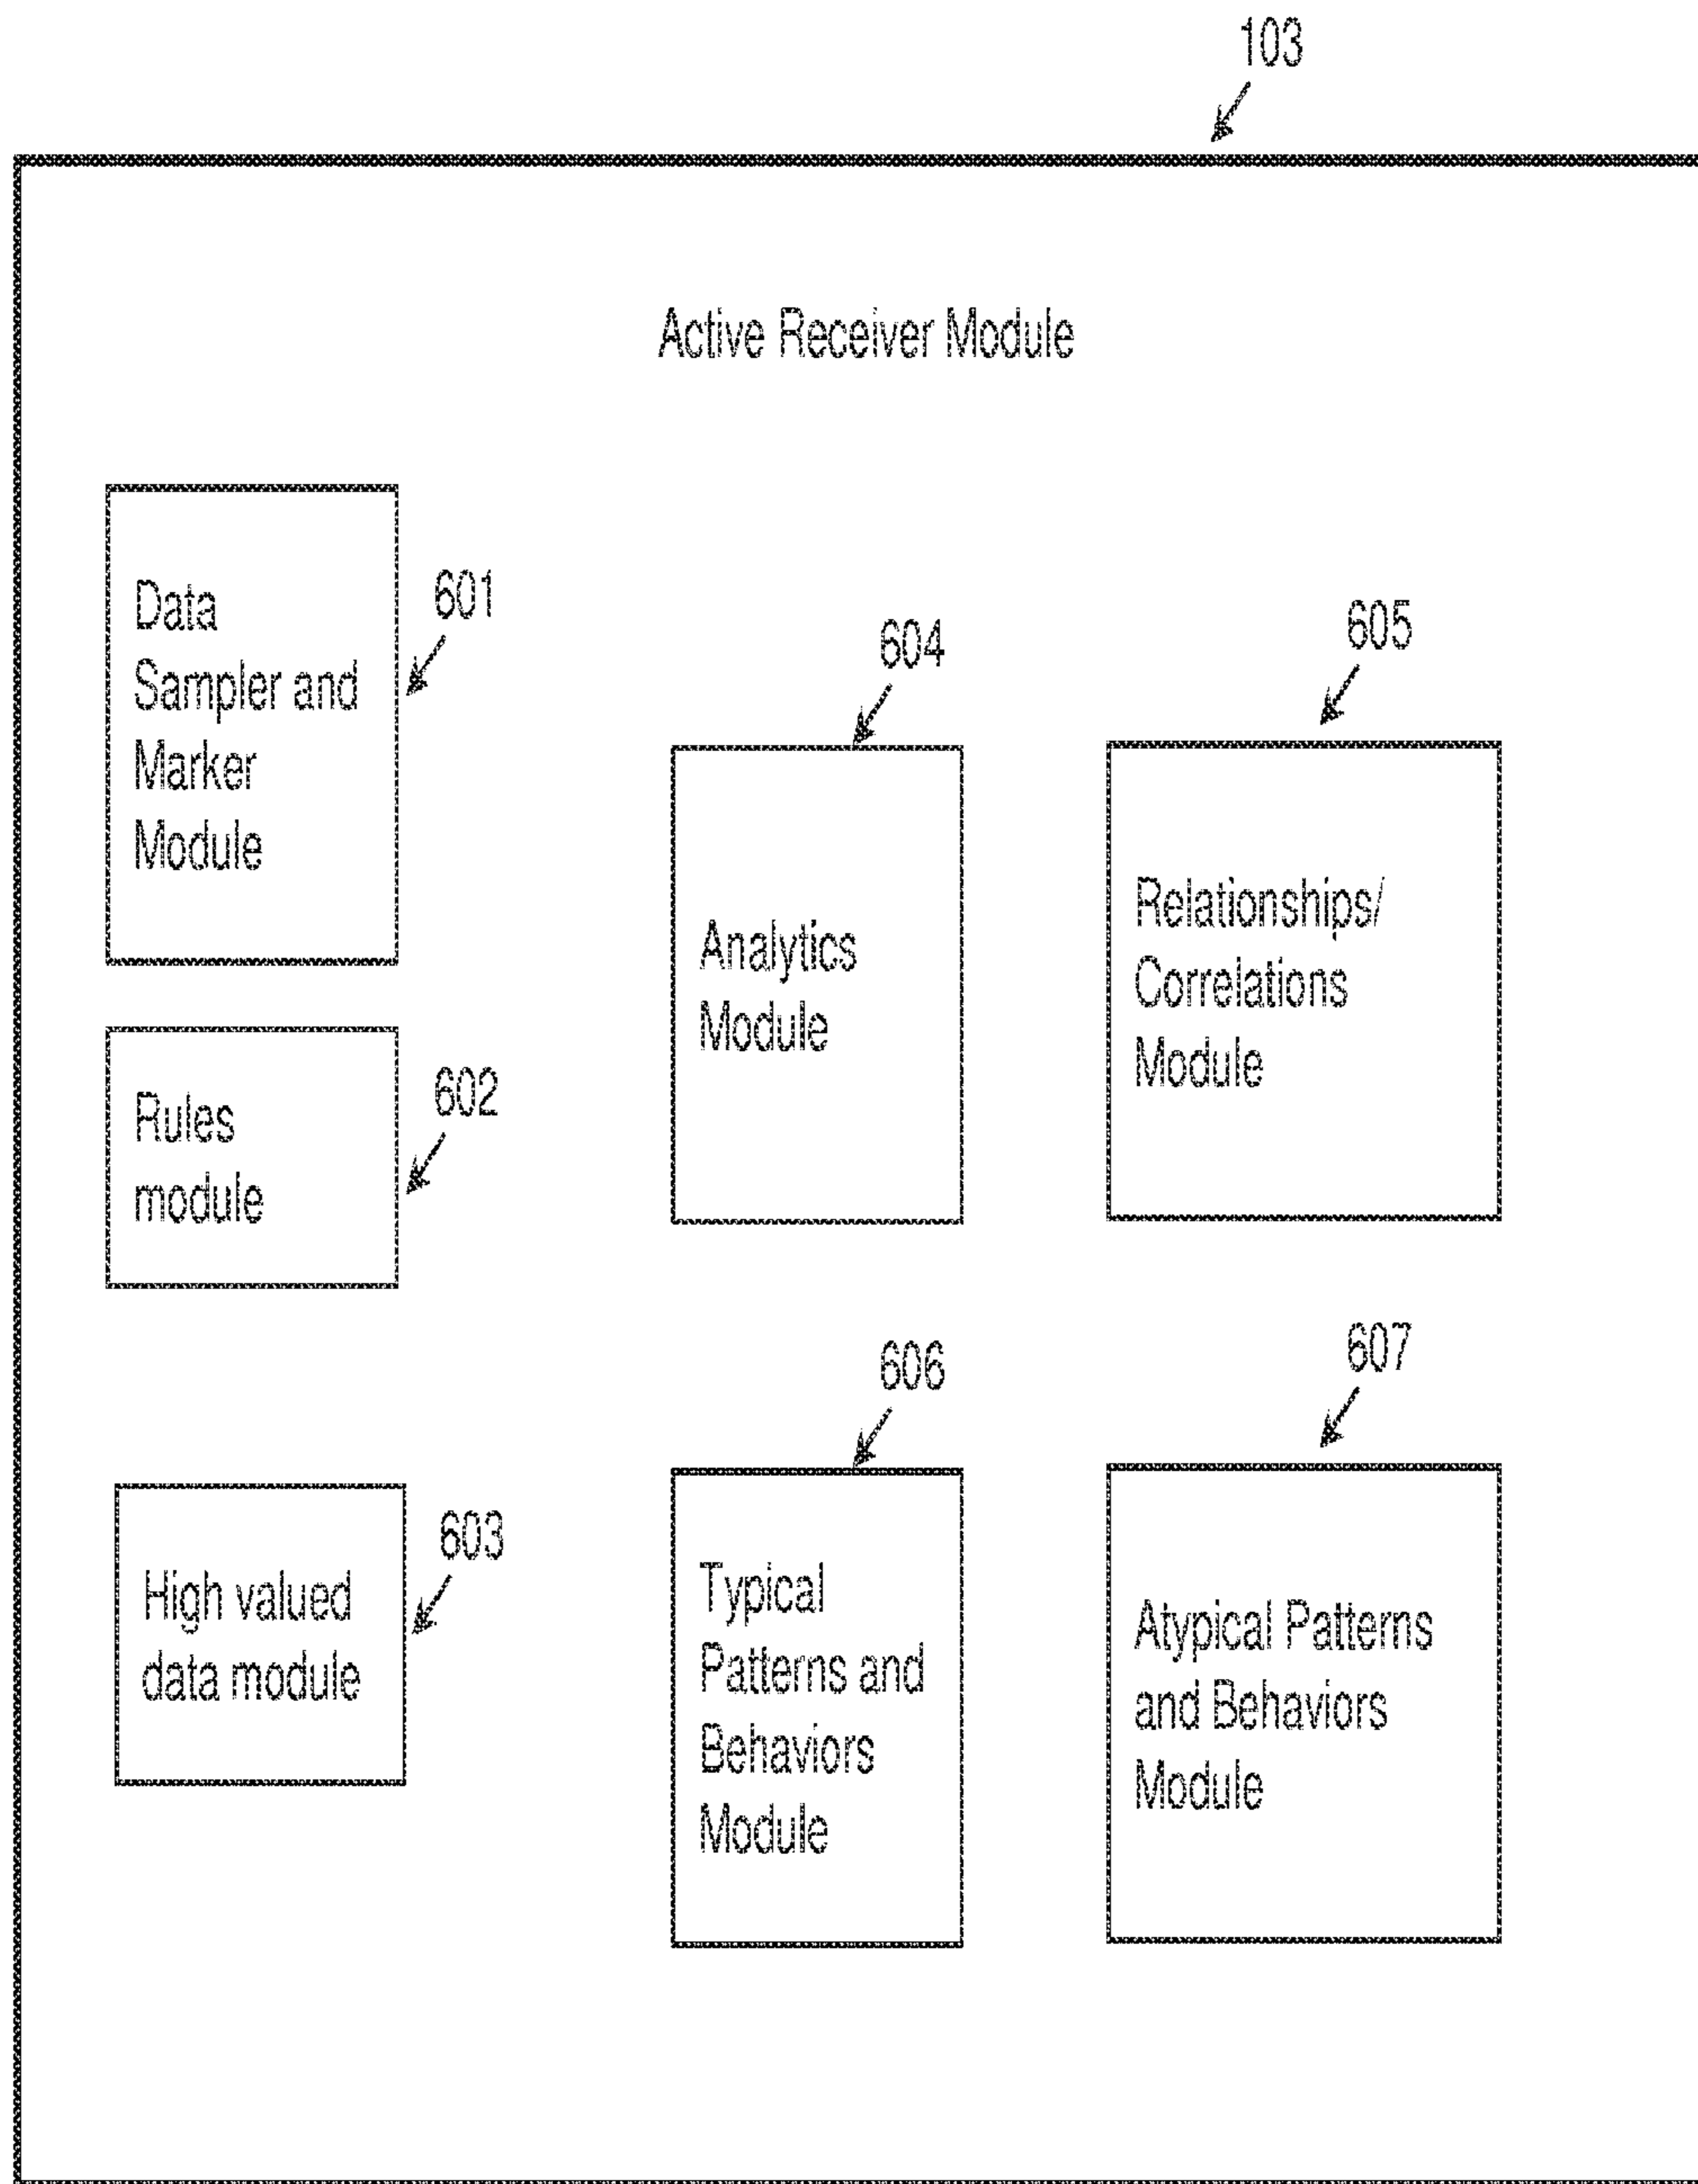 103
Active Receiver Module
Data
Sampler and
Marker
Module
601
Rules
module
602
High valued
data module
603
604
Analytics
Module
605
Relationships/
Correlations
Module
606
Typical
Patterns and
Behaviors
Module
607
Atypical Patterns
and Behaviors
Module